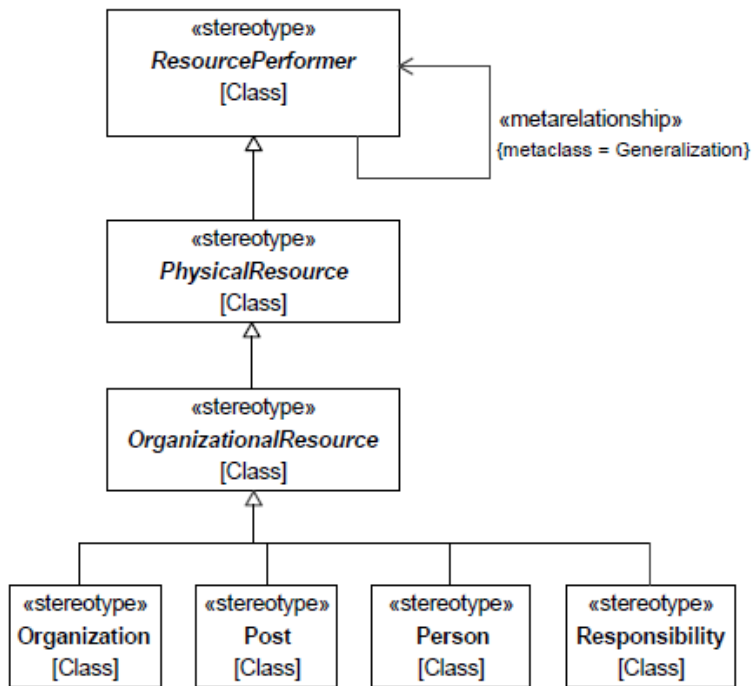 «stereotype»
ResourcePerformer
[Class]
«metarelationship»
{metaclass = Generalization}
«stereotype»
PhysicalResource
[Class]
«stereotype»
OrganizationalResource
[Class]
«stereotype»
Organization
[Class]
«stereotype»
Post
[Class]
«stereotype»
Person
[Class]
«stereotype»
Responsibility
[Class]